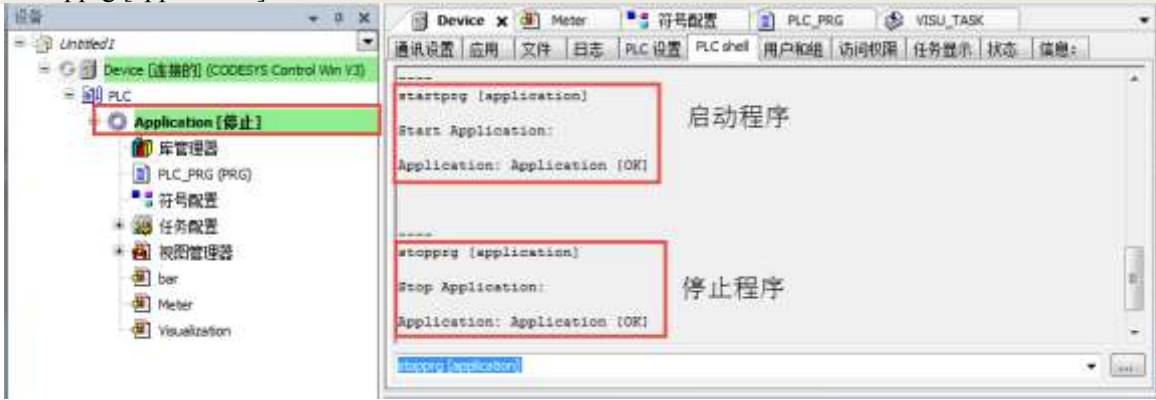 设备
Untitled1
Device [连接的] (CODESYS Control Win V3)
PLC
Application [停止]
库管理器
PLC_PRG (PRG)
符号配置
任务配置
视图管理器
bar
Meter
Visualization
Device Meter 符号配置 PLC_PRG VISU_TASK
通讯设置 应用 文件 日志 PLC 设置 PLC shell 用户和组 访问权限 任务显示 状态 信息:
----
startprg [application]
启动程序
Start Application:
Application: Application [OK]
----
stopprg [application]
Stop Application:
停止程序
Application: Application [OK]
stopprg [application]
...